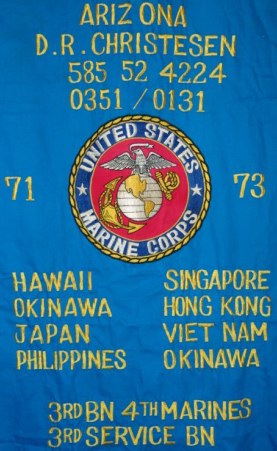 ARIZONA
D.R. CHRISTESEN
585 52 4224
0351/0131
UNITED STATES
MARINE CORPS
71 73
HAWAII SINGAPORE
OKINAWA HONG KONG
JAPAN VIET NAM
PHILIPPINES OKINAWA
3RD BN 4TH MARINES
3RD SERVICE BN